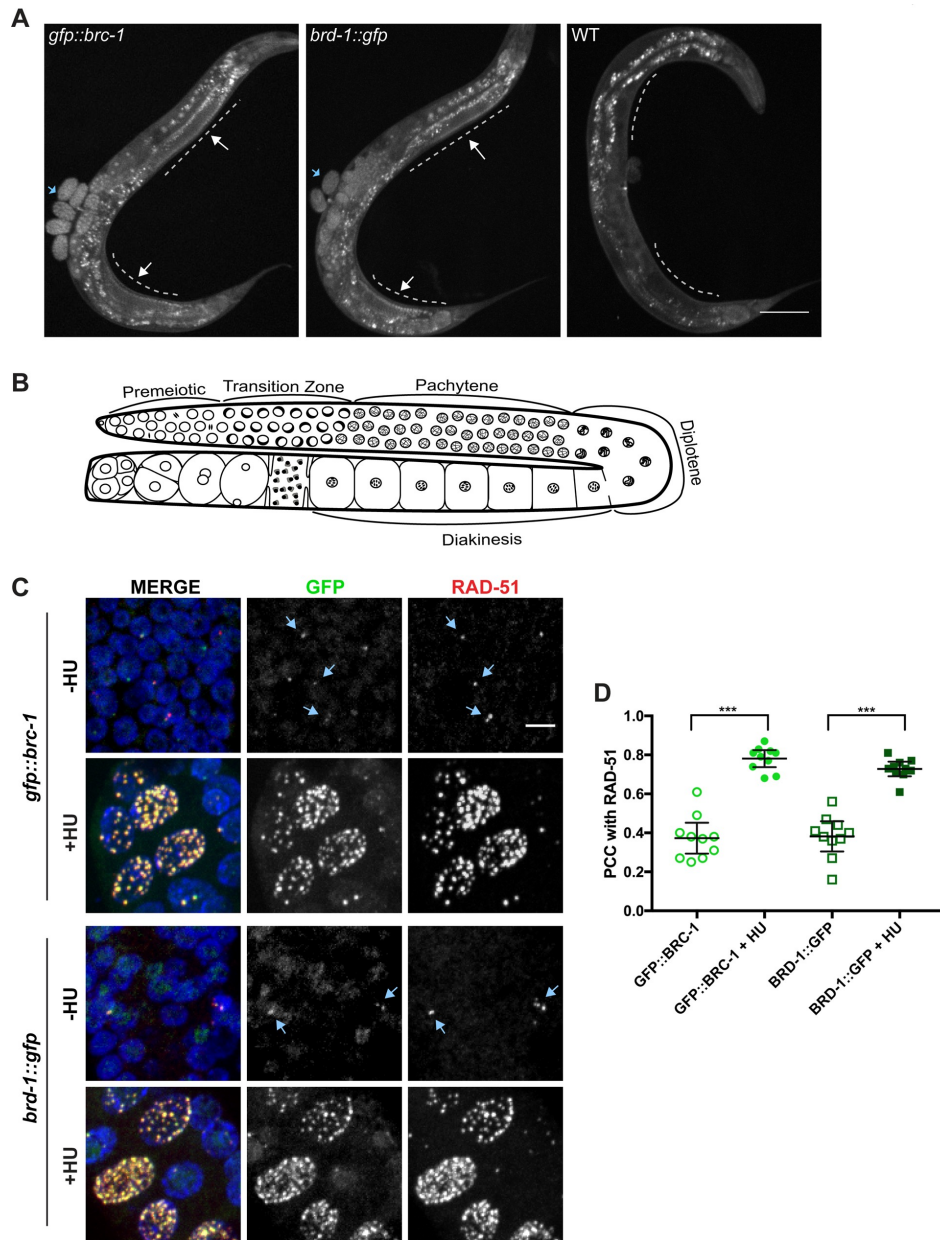 A
gfp::brc-1
brd-1::gfp
WT
B
Premeiotic
Transition Zone
Pachytene
Diplotene
Diakinesis
C
MERGE
GFP
RAD-51
gfp::brc-1
-HU
+HU
brd-1::gfp
-HU
+HU
D
***
***
PCC with RAD-51
1.0
0.8
0.6
0.4
0.2
0.0
GFP::BRC-1
GFP::BRC-1 + HU
BRD-1::GFP
BRD-1::GFP + HU